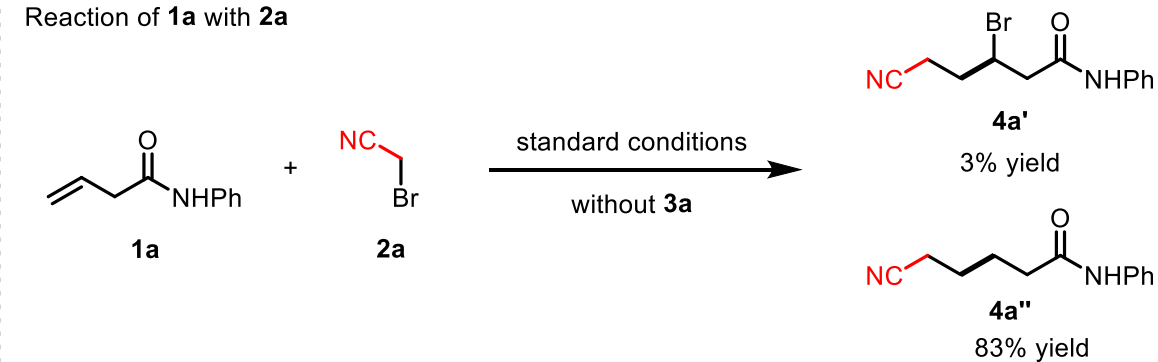 Reaction of 1a with 2a
Br
O
NC
NHPh
4a'
3% yield
O
NHPh
1a
+
NC
Br
2a
standard conditions
without 3a
O
NC
NHPh
4a"
83% yield